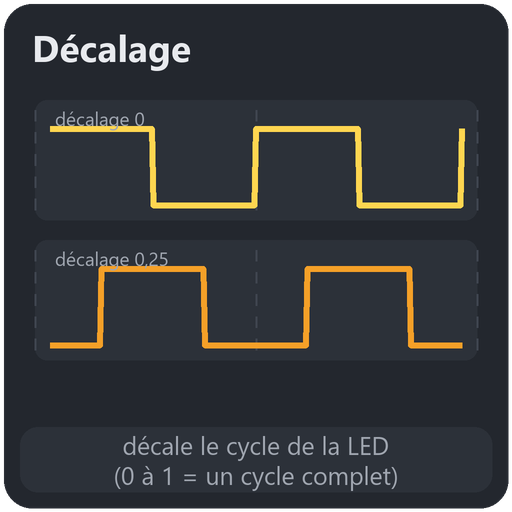 Décalage
décalage 0
décalage 0.25
décale le cycle de la LED
(0 à 1 = un cycle complet)